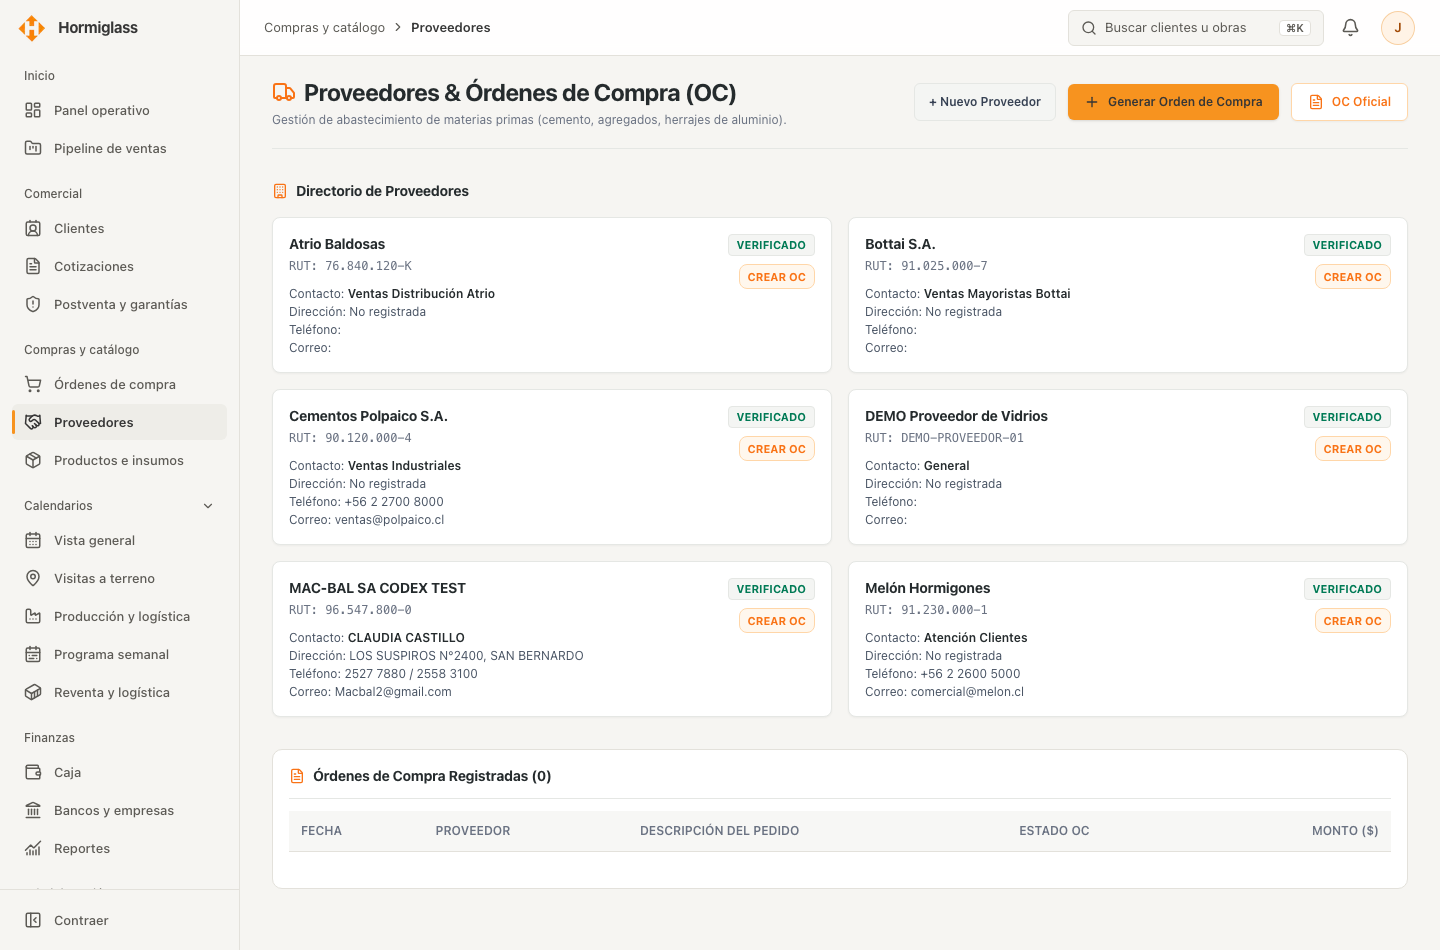 Hormiglass
Compras y catálogo > Proveedores
Buscar clientes u obras ⌘K
J
Inicio
Panel operativo
Pipeline de ventas
Comercial
Clientes
Cotizaciones
Postventa y garantías
Compras y catálogo
Órdenes de compra
Proveedores
Productos e insumos
Calendarios
Vista general
Visitas a terreno
Producción y logística
Programa semanal
Reventa y logística
Finanzas
Caja
Bancos y empresas
Reportes
Contraer
Proveedores & Órdenes de Compra (OC)
Gestión de abastecimiento de materias primas (cemento, agregados, herrajes de aluminio).
+ Nuevo Proveedor
+ Generar Orden de Compra
OC Oficial
Directorio de Proveedores
Atrio Baldosas
VERIFICADO
RUT: 76.840.120-K
CREAR OC
Contacto: Ventas Distribución Atrio
Dirección: No registrada
Teléfono:
Correo:
Bottai S.A.
VERIFICADO
RUT: 91.025.000-7
CREAR OC
Contacto: Ventas Mayoristas Bottai
Dirección: No registrada
Teléfono:
Correo:
Cementos Polpaico S.A.
VERIFICADO
RUT: 90.120.000-4
CREAR OC
Contacto: Ventas Industriales
Dirección: No registrada
Teléfono: +56 2 2700 8000
Correo: ventas@polpaico.cl
DEMO Proveedor de Vidrios
VERIFICADO
RUT: DEMO-PROVEEDOR-01
CREAR OC
Contacto: General
Dirección: No registrada
Teléfono:
Correo:
MAC-BAL SA CODEX TEST
VERIFICADO
RUT: 96.547.800-0
CREAR OC
Contacto: CLAUDIA CASTILLO
Dirección: LOS SUSPIROS N°2400, SAN BERNARDO
Teléfono: 2527 7880 / 2558 3100
Correo: Macbal2@gmail.com
Melón Hormigones
VERIFICADO
RUT: 91.230.000-1
CREAR OC
Contacto: Atención Clientes
Dirección: No registrada
Teléfono: +56 2 2600 5000
Correo: comercial@melon.cl
Órdenes de Compra Registradas (0)
FECHA PROVEEDOR DESCRIPCIÓN DEL PEDIDO ESTADO OC MONTO ($)